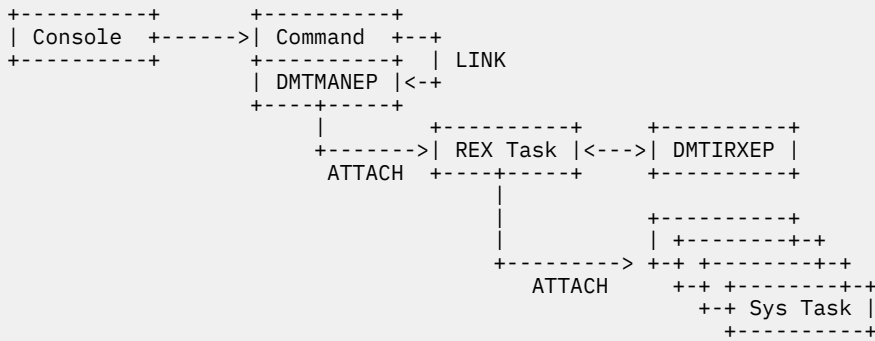 Console Command
LINK
DMTMANEP
REX Task DMTIRXEP
ATTACH
ATTACH
Sys Task